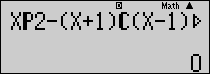 D Math ▲
XP2-(X+1)C(X-1)▷
0